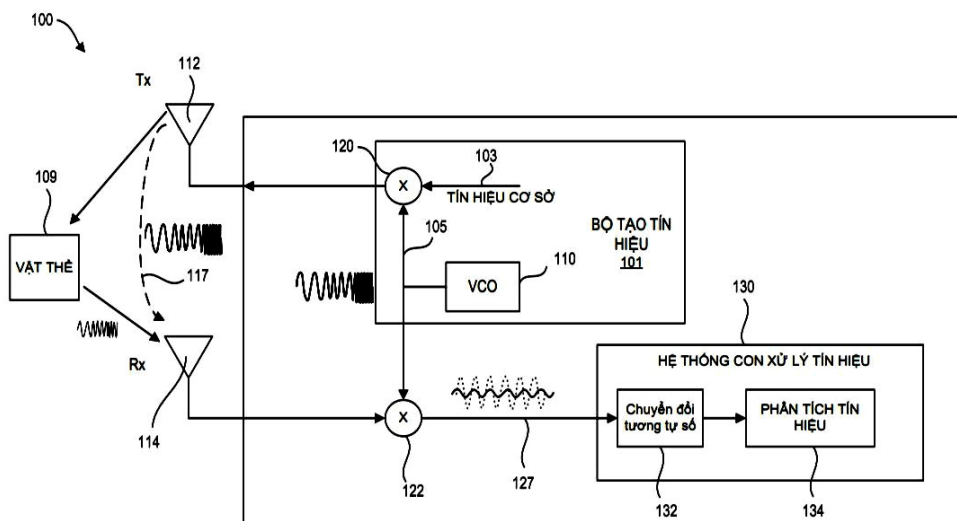 100
Tx
112
120
103
TÍN HIỆU CƠ SỞ
BỘ TẠO TÍN
HIỆU
101
109
105
110
VẬT THỂ
117
VCO
130
Rx
HỆ THỐNG CON XỬ LÝ TÍN HIỆU
X
X
Chuyển đổi
tương tự số
PHÂN TÍCH TÍN
HIỆU
114
122
127
132
134